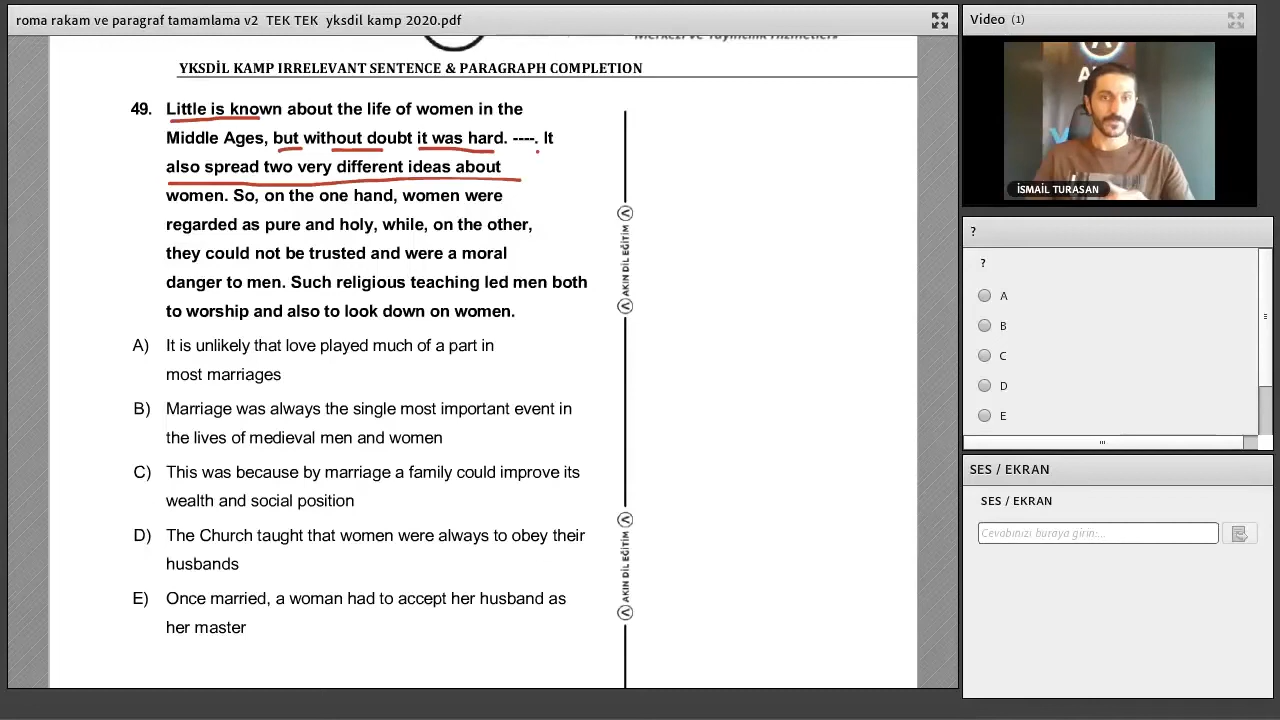 roma rakam ve paragraf tamamlama v2 TEK TEK yksdil kamp 2020.pdf
Merkezi ve Yayıncılık Hizmetleri
YKSDİL KAMP IRRELEVANT SENTENCE & PARAGRAPH COMPLETION
49. Little is known about the life of women in the
Middle Ages, but without doubt it was hard. ----. It
also spread two very different ideas about
women. So, on the one hand, women were
regarded as pure and holy, while, on the other,
they could not be trusted and were a moral
danger to men. Such religious teaching led men both
to worship and also to look down on women.
A) It is unlikely that love played much of a part in
most marriages
B) Marriage was always the single most important event in
the lives of medieval men and women
C) This was because by marriage a family could improve its
wealth and social position
D) The Church taught that women were always to obey their
husbands
E) Once married, a woman had to accept her husband as
her master
AKIN DİL EĞİTİM
AKIN DİL EĞİTİM
Video (1)
İSMAİL TURASAN
?
?
A
B
C
D
E
SES / EKRAN
SES / EKRAN
Cevabınızı buraya girin:...